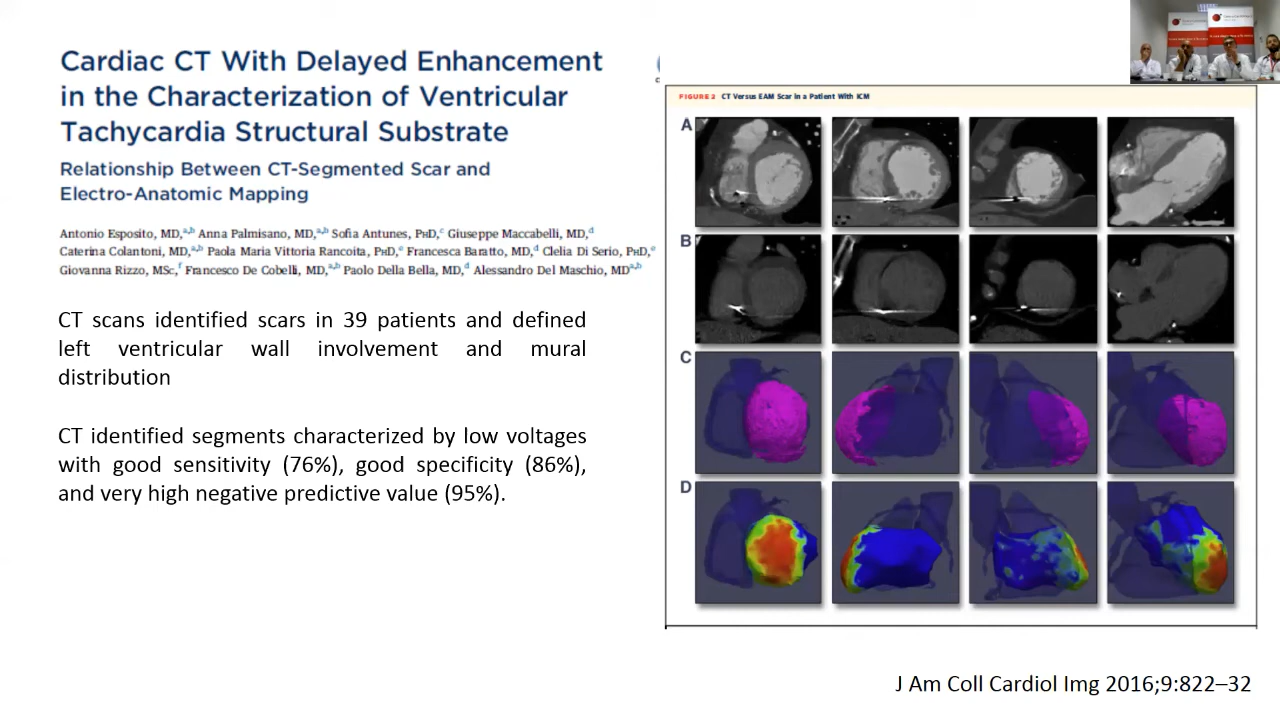 Cardiac CT With Delayed Enhancement
in the Characterization of Ventricular
Tachycardia Structural Substrate
Relationship Between CT-Segmented Scar and
Electro-Anatomic Mapping
Antonio Esposito, MD,a,b Anna Palmisano, MD,a,b Sofia Antunes, PhD,c Giuseppe Maccabelli, MD,d
Caterina Colantoni, MD,a,b Paola Maria Vittoria Rancoita, PhD,e Francesca Baratto, MD,d Clelia Di Serio, PhD,e
Giovanna Rizzo, MSc,f Francesco De Cobelli, MD,a,b Paolo Della Bella, MD,d Alessandro Del Maschio, MDa,b
CT scans identified scars in 39 patients and defined
left ventricular wall involvement and mural
distribution
CT identified segments characterized by low voltages
with good sensitivity (76%), good specificity (86%),
and very high negative predictive value (95%).
FIGURE 2 CT Versus EAM Scar in a Patient With ICM
A
B
C
D
J Am Coll Cardiol Img 2016;9:822–32